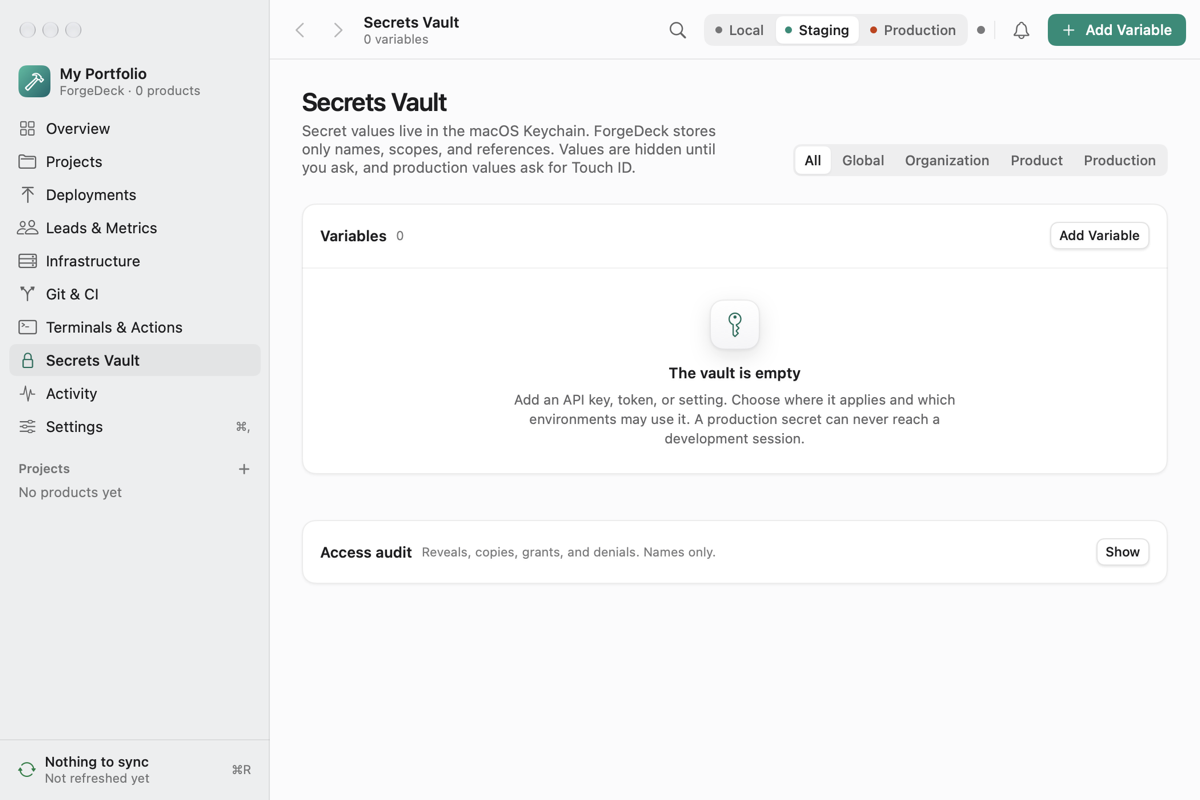 My Portfolio
ForgeDeck · 0 products
Overview
Projects
Deployments
Leads & Metrics
Infrastructure
Git & CI
Terminals & Actions
Secrets Vault
Activity
Settings ⌘,
Projects
No products yet
Nothing to sync
Not refreshed yet
⌘R
Secrets Vault
0 variables
Local Staging Production
Add Variable
Secrets Vault
Secret values live in the macOS Keychain. ForgeDeck stores
only names, scopes, and references. Values are hidden until
you ask, and production values ask for Touch ID.
All Global Organization Product Production
Variables 0
Add Variable
The vault is empty
Add an API key, token, or setting. Choose where it applies and which
environments may use it. A production secret can never reach a
development session.
Access audit Reveals, copies, grants, and denials. Names only.
Show